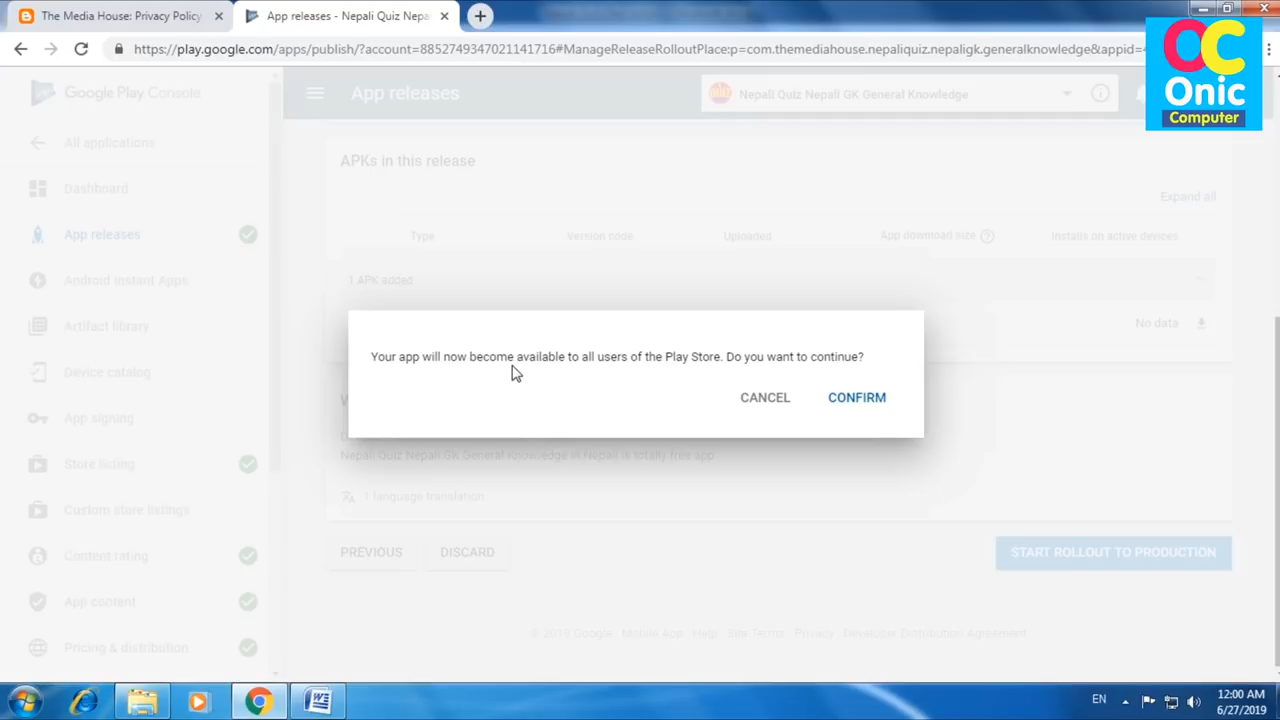 The Media House: Privacy Policy
App releases - Nepali Quiz Nepa
https://play.google.com/apps/publish/?account=8852749347021141716#ManageReleaseRolloutPlace:p=com.themediahouse.nepaliquiz.nepaligk.generalknowledge&appid=
OC
Onic
Computer
Google Play Console
App releases
Nepali Quiz Nepali GK General Knowledge
All applications
Dashboard
App releases
Android Instant Apps
Artifact library
Device catalog
App signing
Store listing
Custom store listings
Content rating
App content
Pricing & distribution
APKs in this release
Expand all
Type
Version code
Uploaded
App download size
Installs on active devices
1 APK added
No data
Your app will now become available to all users of the Play Store. Do you want to continue?
CANCEL
CONFIRM
Nepali Quiz Nepali Gk General knowledge in Nepali is totally free app
1 language translation
PREVIOUS
DISCARD
START ROLLOUT TO PRODUCTION
© 2019 Google · Mobile App · Help · Site Terms · Privacy · Developer Distribution Agreement
EN
12:00 AM
6/27/2019